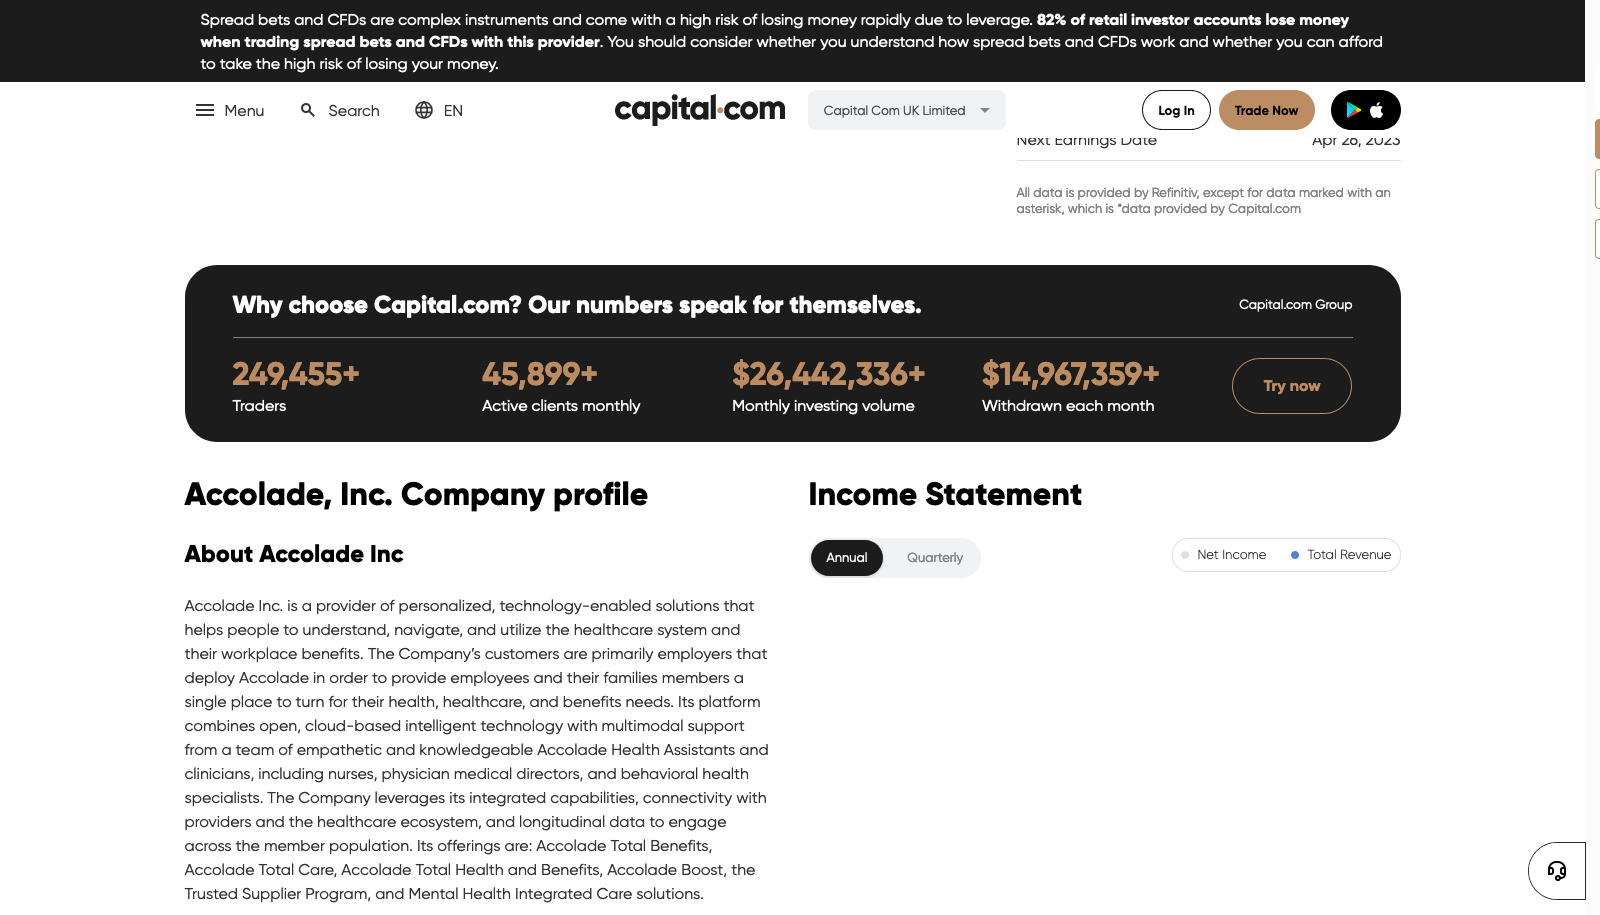 Spread bets and CFDs are complex instruments and come with a high risk of losing money rapidly due to leverage. 82% of retail investor accounts lose money
when trading spread bets and CFDs with this provider. You should consider whether you understand how spread bets and CFDs work and whether you can afford
to take the high risk of losing your money.
Menu Search EN capital.com Capital Com UK Limited Log In Trade Now
Next Earnings Date Apr 26, 2023
All data is provided by Refinitiv, except for data marked with an
asterisk, which is *data provided by Capital.com
Why choose Capital.com? Our numbers speak for themselves. Capital.com Group
249,455+ 45,899+ $26,442,336+ $14,967,359+
Traders Active clients monthly Monthly investing volume Withdrawn each month
Try now
Accolade, Inc. Company profile
About Accolade Inc
Accolade Inc. is a provider of personalized, technology-enabled solutions that
helps people to understand, navigate, and utilize the healthcare system and
their workplace benefits. The Company's customers are primarily employers that
deploy Accolade in order to provide employees and their families members a
single place to turn for their health, healthcare, and benefits needs. Its platform
combines open, cloud-based intelligent technology with multimodal support
from a team of empathetic and knowledgeable Accolade Health Assistants and
clinicians, including nurses, physician medical directors, and behavioral health
specialists. The Company leverages its integrated capabilities, connectivity with
providers and the healthcare ecosystem, and longitudinal data to engage
across the member population. Its offerings are: Accolade Total Benefits,
Accolade Total Care, Accolade Total Health and Benefits, Accolade Boost, the
Trusted Supplier Program, and Mental Health Integrated Care solutions.
Income Statement
Annual Quarterly
Net Income Total Revenue